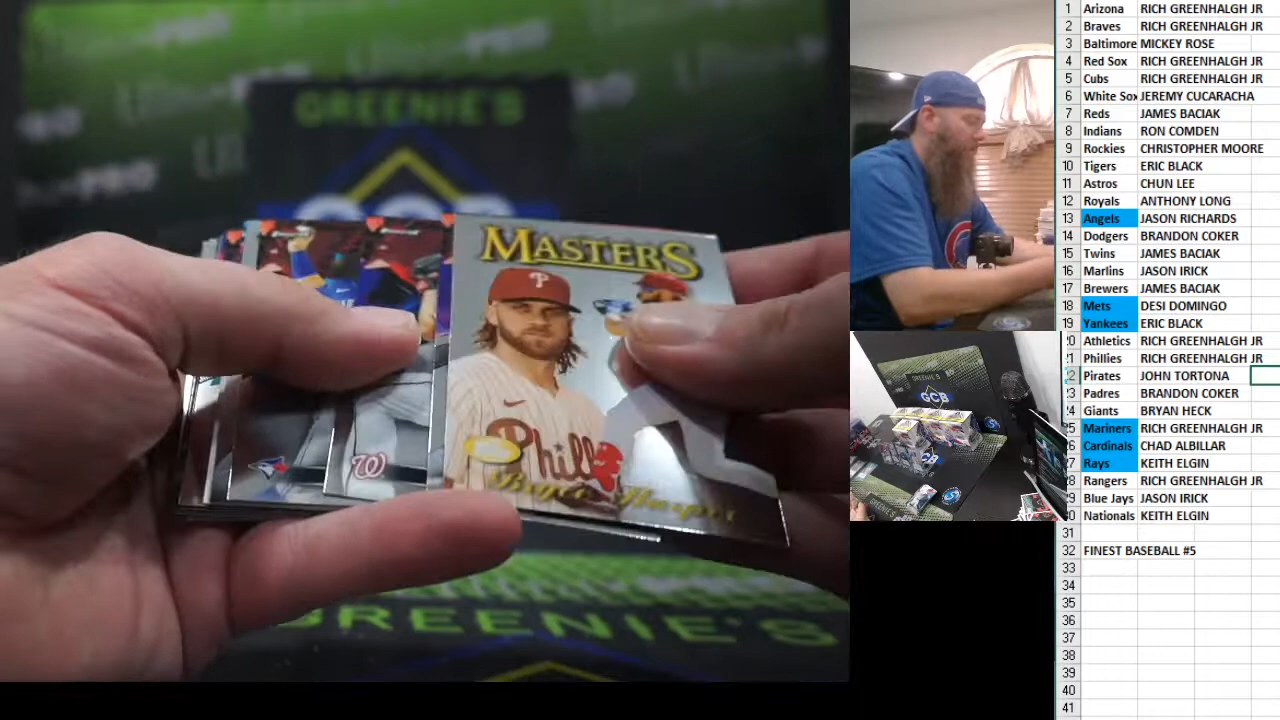 GREENIE'S
GCB
MASTERS
P
Phill
Bryce Harper
W
GREENIE'S
GREENIE'S
GCB
1 Arizona RICH GREENHALGH JR
2 Braves RICH GREENHALGH JR
3 Baltimore MICKEY ROSE
4 Red Sox RICH GREENHALGH JR
5 Cubs RICH GREENHALGH JR
6 White Sox JEREMY CUCARACHA
7 Reds JAMES BACIAK
8 Indians RON COMDEN
9 Rockies CHRISTOPHER MOORE
10 Tigers ERIC BLACK
11 Astros CHUN LEE
12 Royals ANTHONY LONG
13 Angels JASON RICHARDS
14 Dodgers BRANDON COKER
15 Twins JAMES BACIAK
16 Marlins JASON IRICK
17 Brewers JAMES BACIAK
18 Mets DESI DOMINGO
19 Yankees ERIC BLACK
20 Athletics RICH GREENHALGH JR
21 Phillies RICH GREENHALGH JR
22 Pirates JOHN TORTONA
23 Padres BRANDON COKER
24 Giants BRYAN HECK
25 Mariners RICH GREENHALGH JR
26 Cardinals CHAD ALBILLAR
27 Rays KEITH ELGIN
28 Rangers RICH GREENHALGH JR
29 Blue Jays JASON IRICK
30 Nationals KEITH ELGIN
31
32 FINEST BASEBALL #5
33
34
35
36
37
38
39
40
41